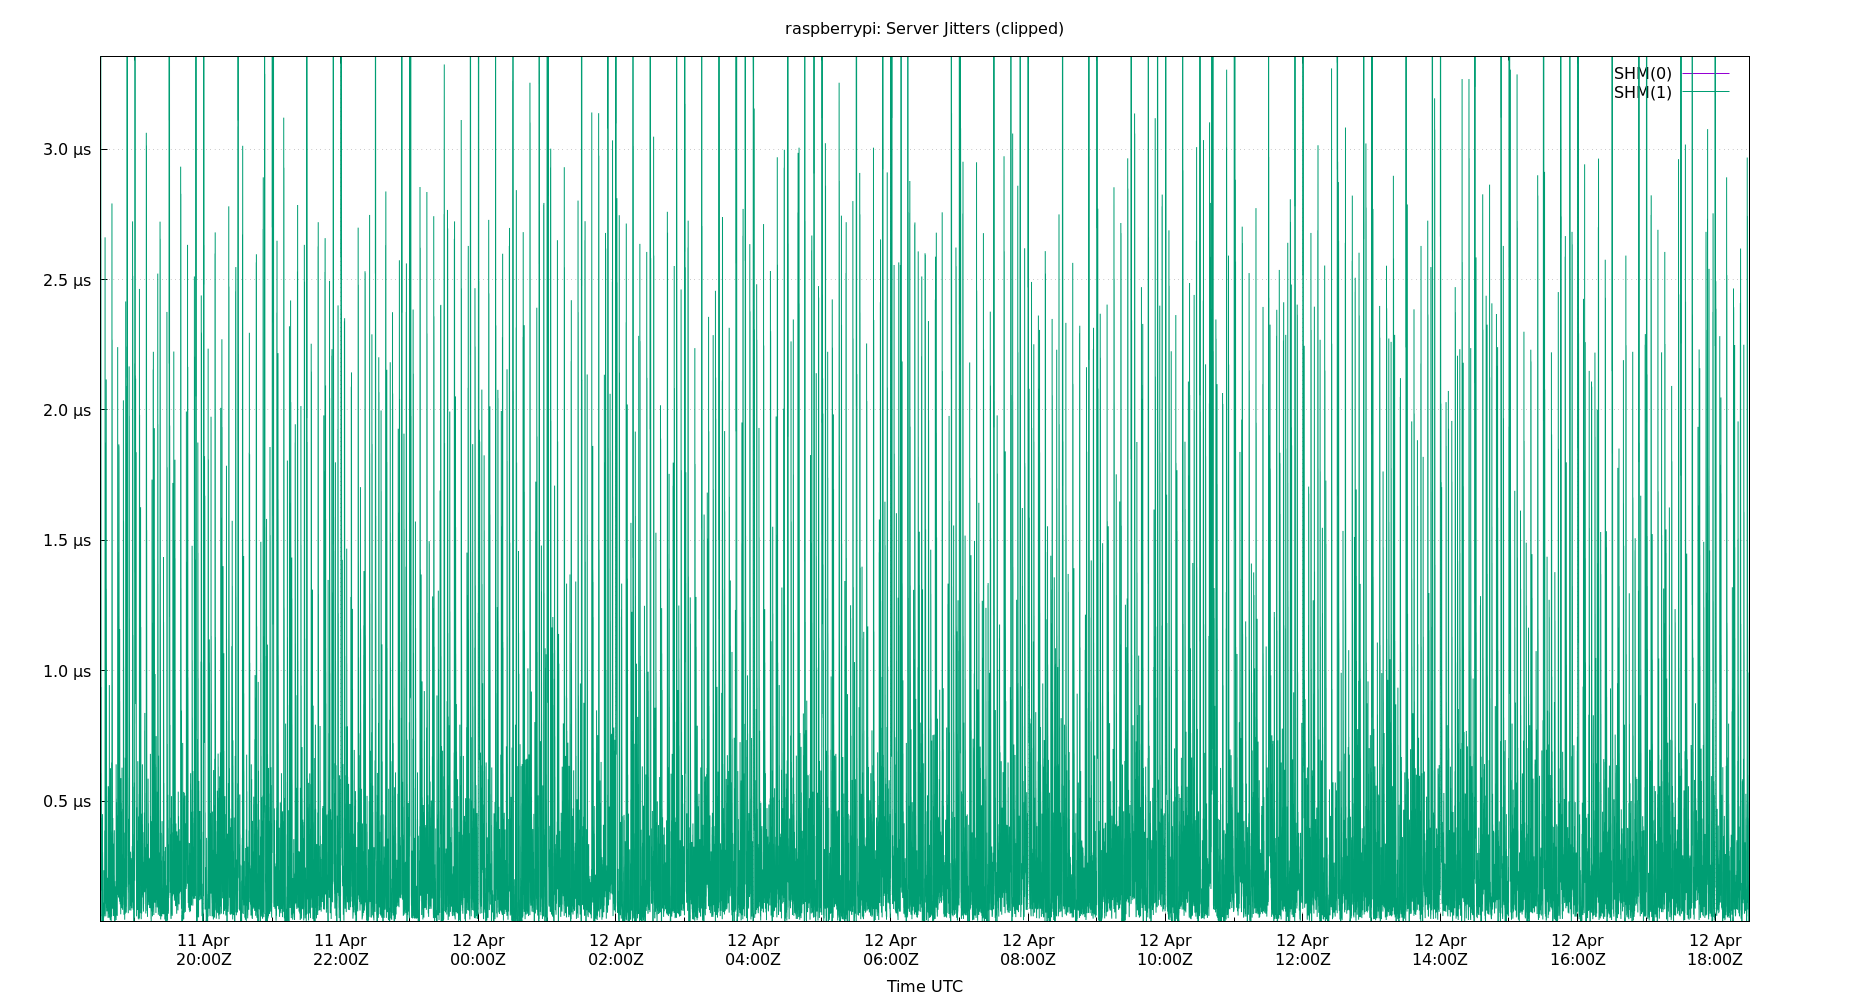 raspberrypi: Server Jitters (clipped)
SHM(0)
SHM(1)
3.0 µs
2.5 µs
2.0 µs
1.5 µs
1.0 µs
0.5 µs
11 Apr 11 Apr 12 Apr 12 Apr 12 Apr 12 Apr 12 Apr 12 Apr 12 Apr 12 Apr 12 Apr 12 Apr
20:00Z 22:00Z 00:00Z 02:00Z 04:00Z 06:00Z 08:00Z 10:00Z 12:00Z 14:00Z 16:00Z 18:00Z
Time UTC